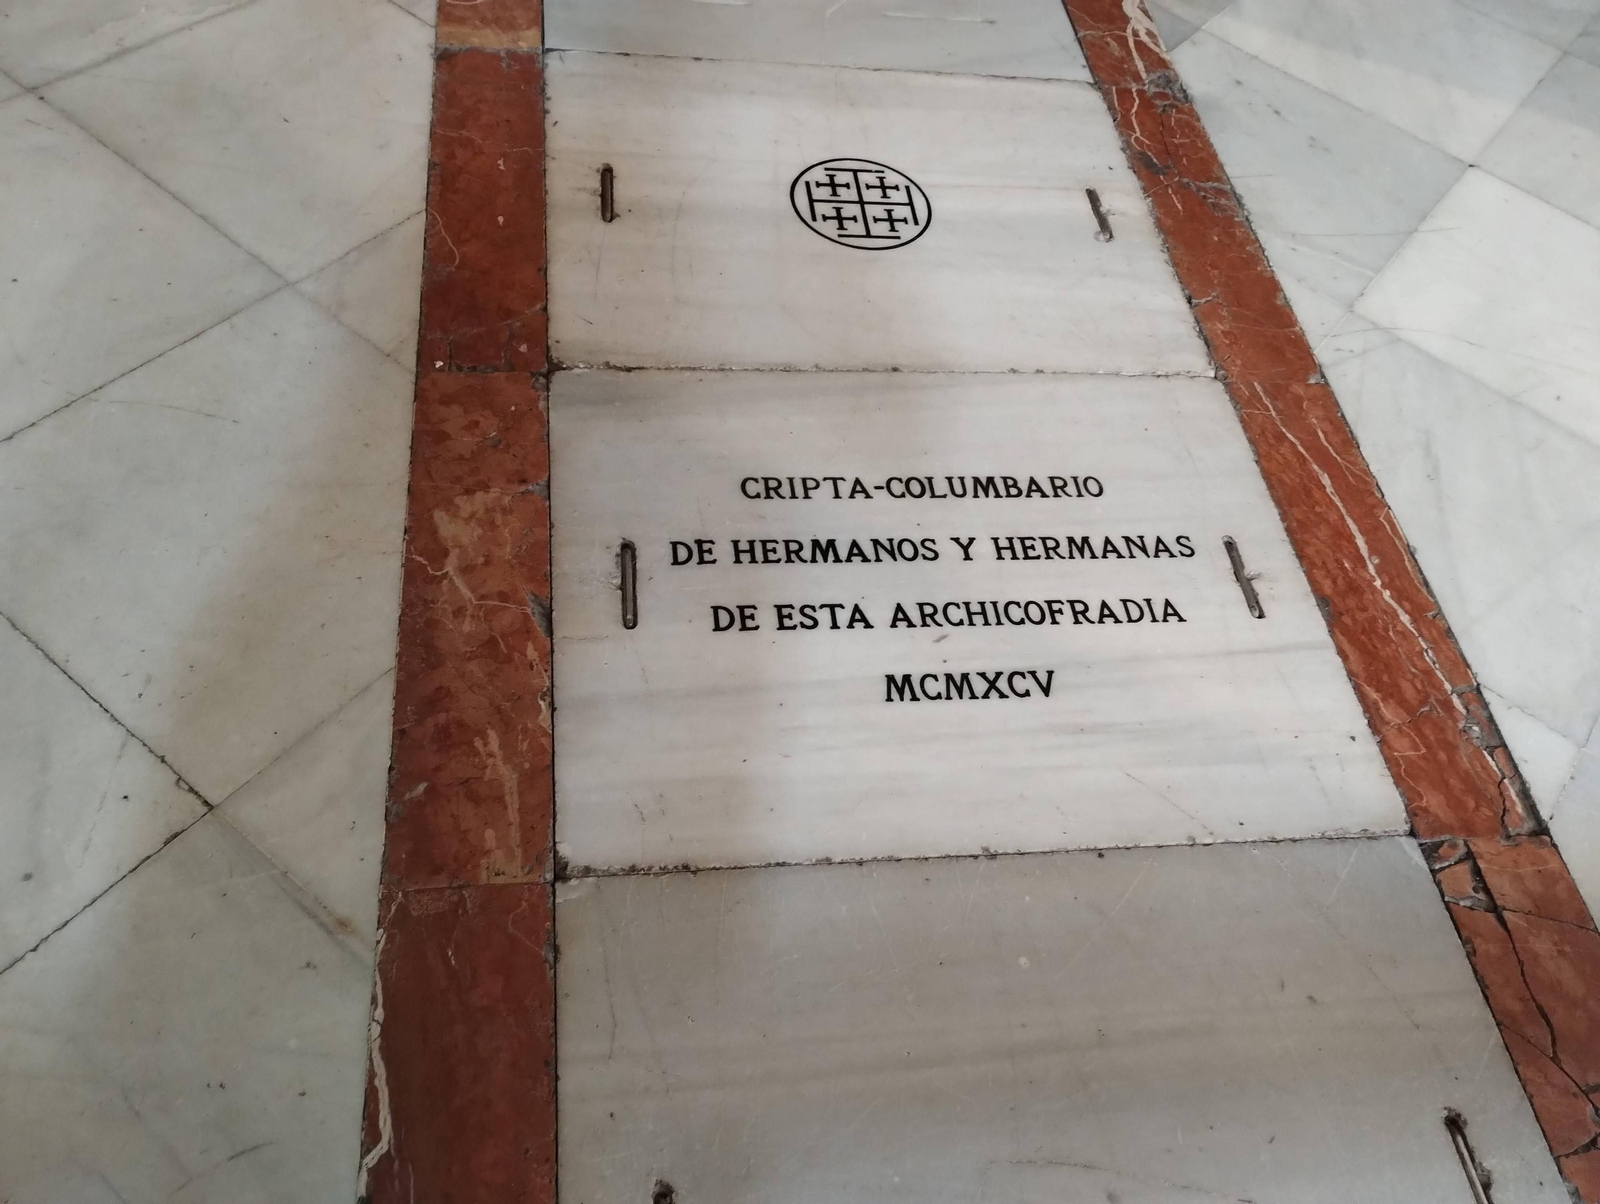 CRIPTA-COLUMBARIO
DE HERMANOS Y HERMANAS
DE ESTA ARCHICOFRADIA
MCMXCV